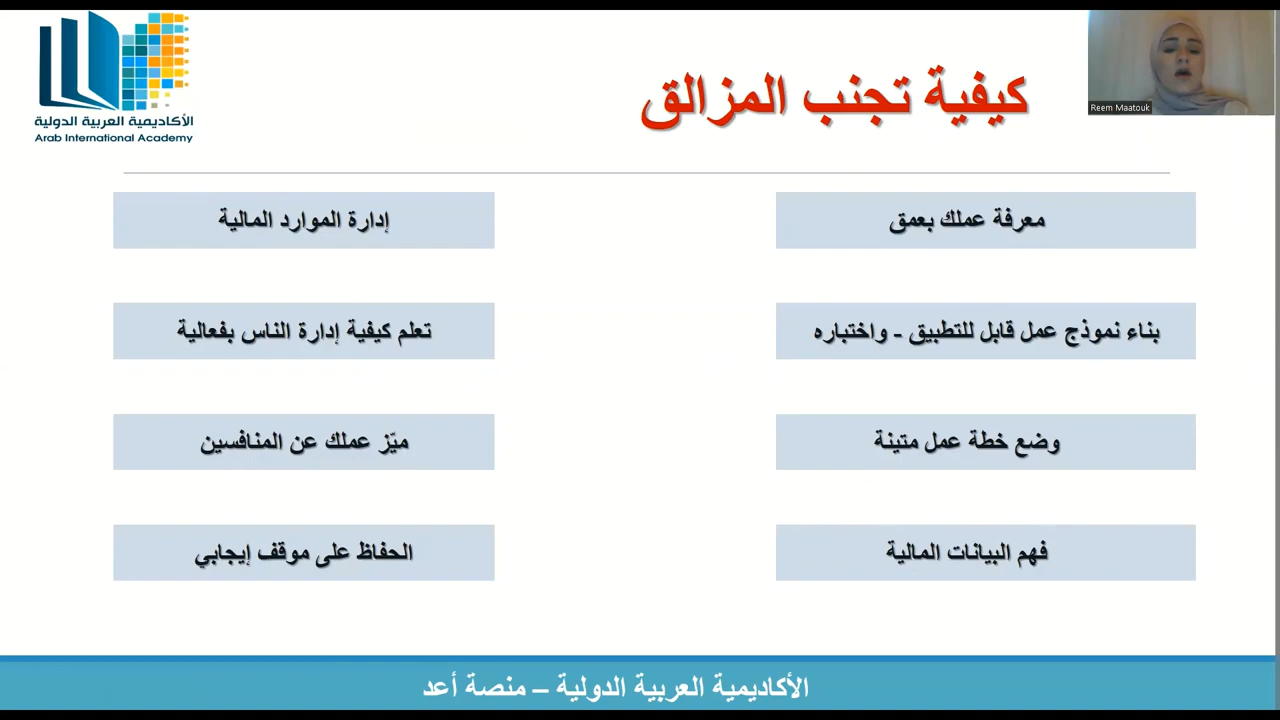 الأكاديمية العربية الدولية
Arab International Academy
Reem Maatouk
كيفية تجنب المزالق
معرفة عملك بعمق
بناء نموذج عمل قابل للتطبيق - واختباره
وضع خطة عمل متينة
فهم البيانات المالية
إدارة الموارد المالية
تعلم كيفية إدارة الناس بفعالية
ميّز عملك عن المنافسين
الحفاظ على موقف إيجابي
الأكاديمية العربية الدولية – منصة أعد